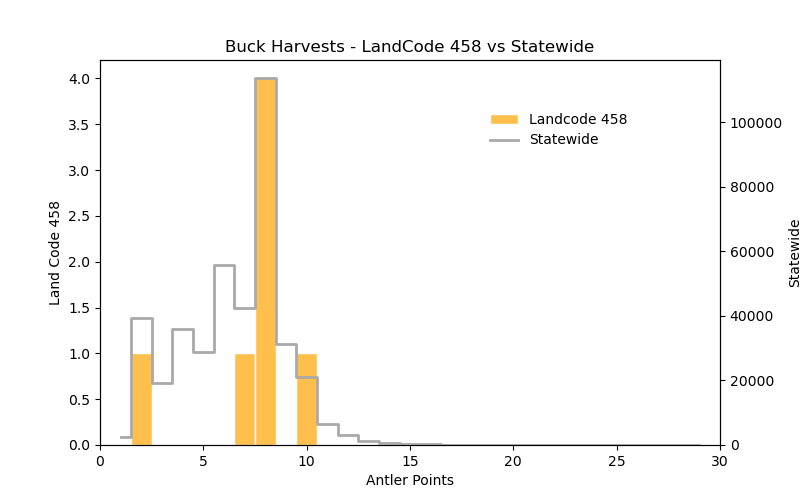 Buck Harvests - LandCode 458 vs Statewide
Land Code 458
4.0
3.5
3.0
2.5
2.0
1.5
1.0
0.5
0.0
Landcode 458
Statewide
100000
80000
60000
40000
20000
0
Statewide
0 5 10 15 20 25 30
Antler Points